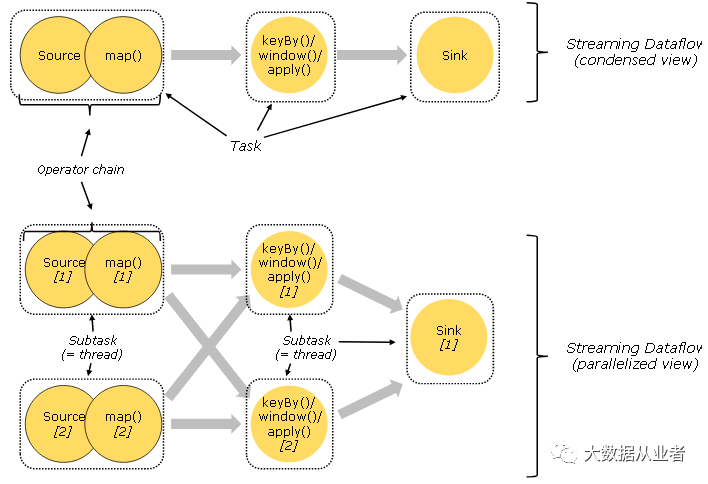 Source
map()
keyBy()/
window()/
apply()
Sink
Streaming Dataflow
(condensed view)
Task
Operator chain
Source
[1]
map()
[1]
keyBy()/
window()/
apply()
[1]
Subtask
(= thread)
Subtask
(= thread)
Sink
[1]
Streaming Dataflow
(parallelized view)
Source
[2]
map()
[2]
keyBy()/
window()/
apply()
[2]
大数据从业者